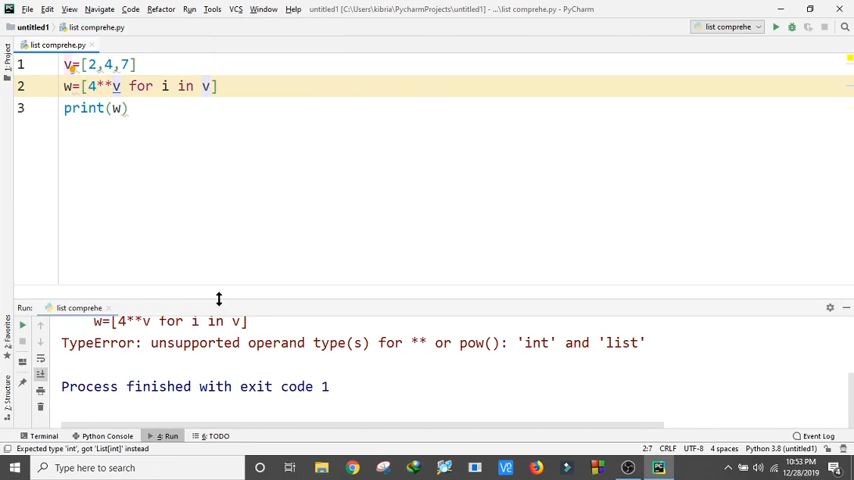 File Edit View Navigate Code Refactor Run Tools VCS Window Help untitled1 [C:\Users\kibria\PycharmProjects\untitled1] - ...\list comprehe.py - PyCharm
untitled1 list comprehe.py list comprehe
list comprehe.py
1: Project
1 v=[2,4,7]
2 w=[4**v for i in v]
3 print(w)
Run: list comprehe
w=[4**v for i in v]
TypeError: unsupported operand type(s) for ** or pow(): 'int' and 'list'
Process finished with exit code 1
2: Favorites
7: Structure
Terminal Python Console 4: Run 6: TODO Event Log
Expected type 'int', got 'List[int]' instead 2:7 CRLF UTF-8 4 spaces Python 3.8 (untitled1)
Type here to search 10:53 PM
12/28/2019
4